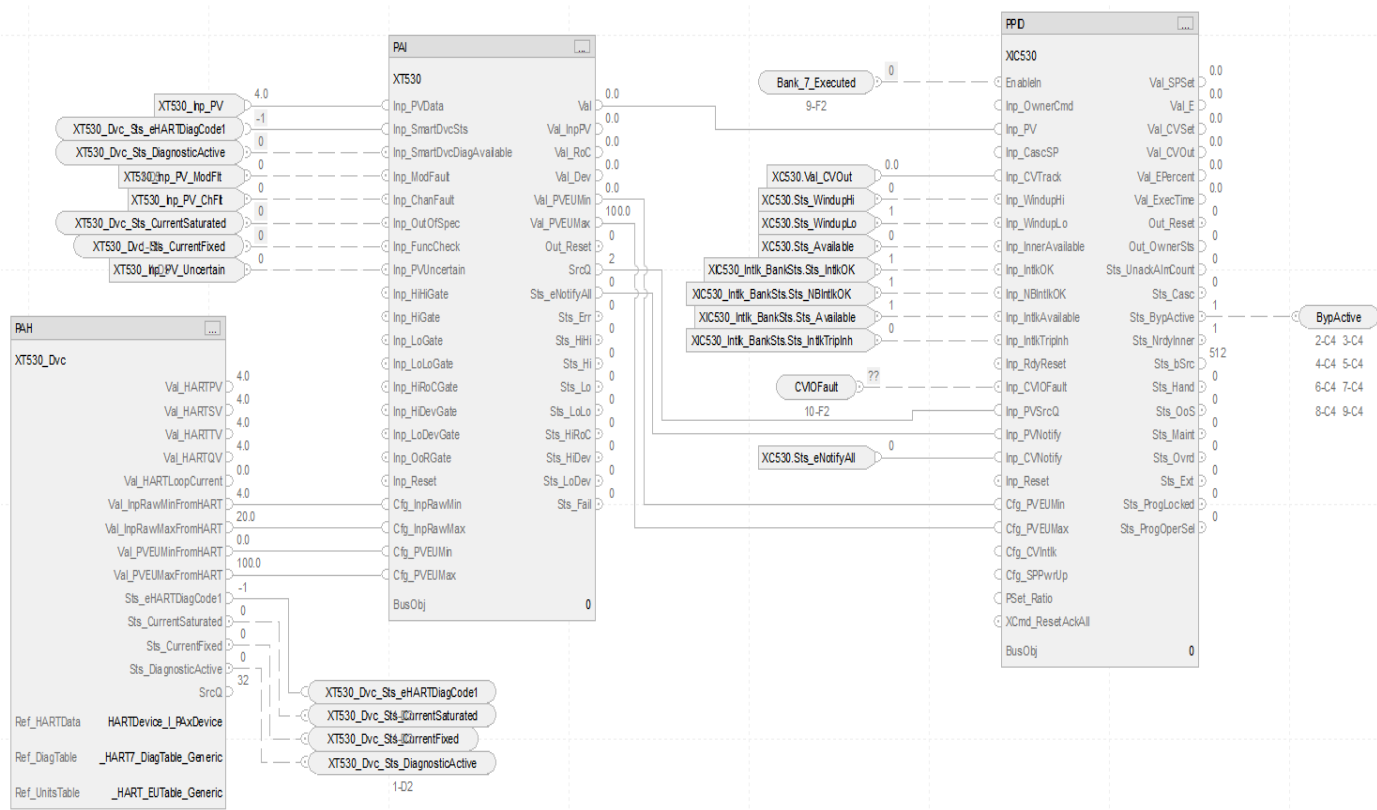 PAI
...
XT530
XT530_Inp_PV
4.0
XT530_Dvc_Sts_eHARTDiagCode1
-1
XT530_Dvc_Sts_DiagnosticActive
0
XT530_Inp_PV_ModFlt
0
XT530_Inp_PV_ChFlt
0
XT530_Dvc_Sts_CurrentSaturated
0
XT530_Dvc_Sts_CurrentFixed
0
XT530_Inp_PV_Uncertain
0
Inp_PVData
Inp_SmartDvcSts
Inp_SmartDvcDiagAvailable
Inp_ModFault
Inp_ChanFault
Inp_OutOfSpec
Inp_FuncCheck
Inp_PVUncertain
Inp_HiHiGate
Inp_HiGate
Inp_LoGate
Inp_LoLoGate
Inp_HiRoCGate
Inp_HiDevGate
Inp_LoDevGate
Inp_OoRGate
Inp_Reset
Cfg_InpRawMin
Cfg_InpRawMax
Cfg_PVEUMin
Cfg_PVEUMax
BusObj 0
Val 0.0
Val_InpPV 0.0
Val_RoC 0.0
Val_Dev 0.0
Val_PVEUMin 0.0
Val_PVEUMax 100.0
Out_Reset 0
SrcQ 2
Sts_eNotifyAll 0
Sts_Err 0
Sts_HiHi 0
Sts_Hi 0
Sts_Lo 0
Sts_LoLo 0
Sts_HiRoC 0
Sts_HiDev 0
Sts_LoDev 0
Sts_Fail 0
PAH
...
XT530_Dvc
Val_HARTPV 4.0
Val_HARTSV 4.0
Val_HARTTV 4.0
Val_HARTQV 4.0
Val_HARTLoopCurrent 0.0
Val_InpRawMinFromHART 4.0
Val_InpRawMaxFromHART 20.0
Val_PVEUMinFromHART 0.0
Val_PVEUMaxFromHART 100.0
Sts_eHARTDiagCode1 -1
Sts_CurrentSaturated 0
Sts_CurrentFixed 0
Sts_DiagnosticActive 0
SrcQ 32
Ref_HARTData HARTDevice_I_PAxDevice
Ref_DiagTable _HART7_DiagTable_Generic
Ref_UnitsTable _HART_EUTable_Generic
XT530_Dvc_Sts_eHARTDiagCode1
XT530_Dvc_Sts_CurrentSaturated
XT530_Dvc_Sts_CurrentFixed
XT530_Dvc_Sts_DiagnosticActive
1-D2
PPID
...
XIC530
Bank_7_Executed
0
9-F2
XC530.Val_CVOut
0.0
XC530.Sts_WindupHi
0
XC530.Sts_WindupLo
1
XC530.Sts_Available
0
XIC530_Intlk_BankSts.Sts_IntlkOK
1
XIC530_Intlk_BankSts.Sts_NBIntlkOK
1
XIC530_Intlk_BankSts.Sts_Available
1
XIC530_Intlk_BankSts.Sts_IntlkTripInh
0
CVIOFault
??
10-F2
XC530.Sts_eNotifyAll
0
EnableIn
Inp_OwnerCmd
Inp_PV
Inp_CascSP
Inp_CVTrack
Inp_WindupHi
Inp_WindupLo
Inp_InnerAvailable
Inp_IntlkOK
Inp_NBIntlkOK
Inp_IntlkAvailable
Inp_IntlkTripInh
Inp_RdyReset
Inp_CVIOFault
Inp_PVSrcQ
Inp_PVNotify
Inp_CVNotify
Inp_Reset
Cfg_PVEUMin
Cfg_PVEUMax
Cfg_CVIntlk
Cfg_SPPwrUp
PSet_Ratio
XCmd_ResetAckAll
BusObj 0
Val_SPSet 0.0
Val_E 0.0
Val_CVSet 0.0
Val_CVOut 0.0
Val_EPercent 0.0
Val_ExecTime 0.0
Out_Reset 0
Out_OwnerSts 0
Sts_UnackAlmCount 0
Sts_Casc 0
Sts_BypActive 1
Sts_NrdyInner 1
Sts_bSrc 512
Sts_Hand 0
Sts_OoS 0
Sts_Maint 0
Sts_Ovrd 0
Sts_Ext 0
Sts_ProgLocked 0
Sts_ProgOperSel 0
BypActive
2-C4 3-C4
4-C4 5-C4
6-C4 7-C4
8-C4 9-C4